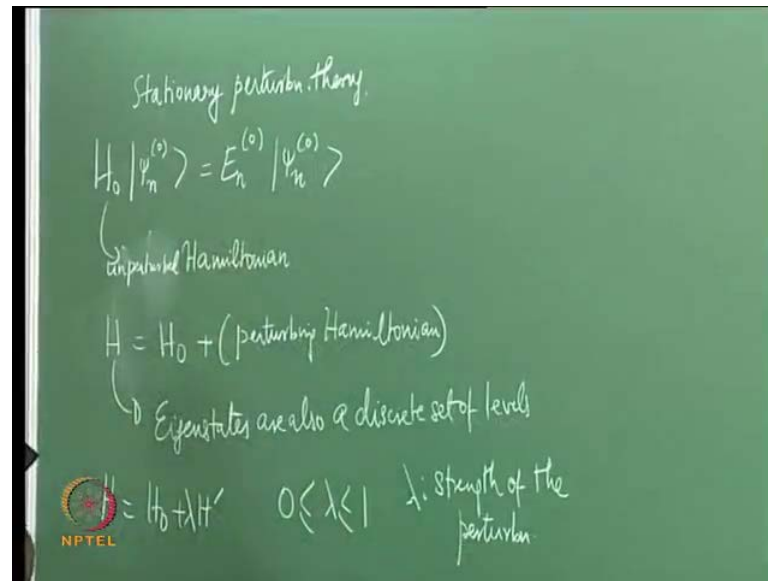 Stationary perturbn. theory.
H₀|ψₙ⁽⁰⁾⟩ = Eₙ⁽⁰⁾|ψₙ⁽⁰⁾⟩
unperturbed Hamiltonian
H = H₀ + (perturbing Hamiltonian)
Eigenstates are also a discrete set of levels
H = H₀ + λH′ 0 ≤ λ ≤ 1 λ: strength of the
perturbn.
NPTEL